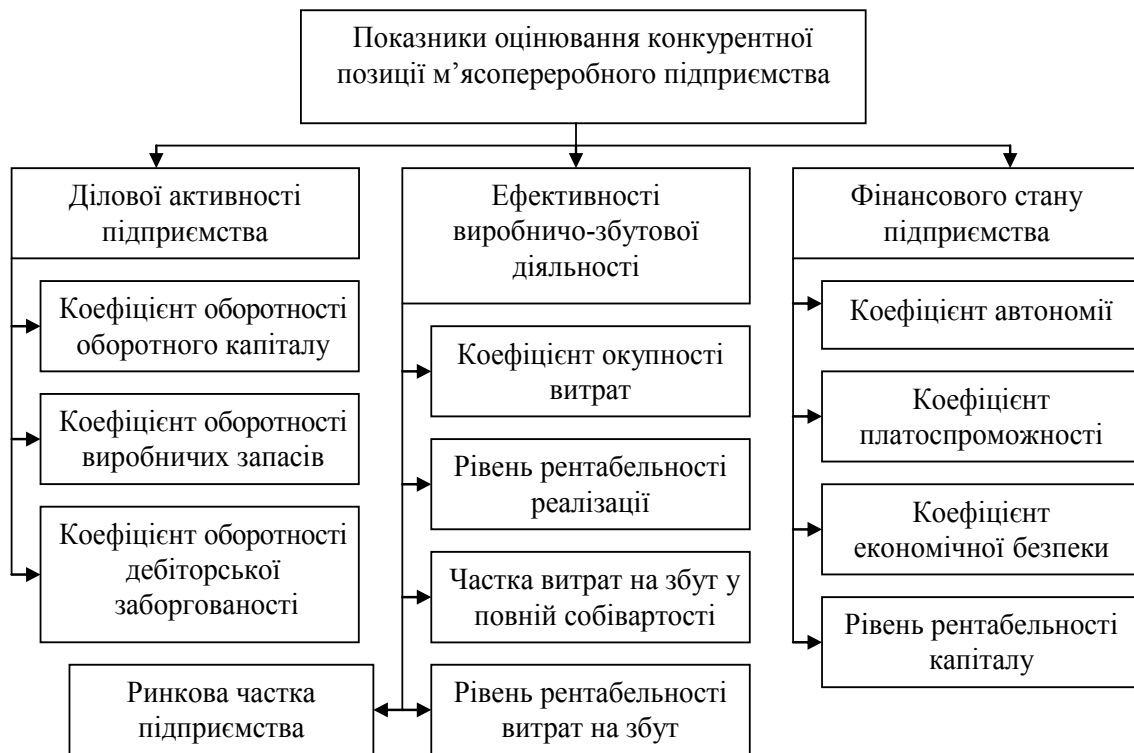 Показники оцінювання конкурентної
позиції м’ясопереробного підприємства
Ділової активності
підприємства
Коефіцієнт оборотності
оборотного капіталу
Коефіцієнт оборотності
виробничих запасів
Коефіцієнт оборотності
дебіторської
заборгованості
Ефективності
виробничо-збутової
діяльності
Коефіцієнт окупності
витрат
Рівень рентабельності
реалізації
Частка витрат на збут у
повній собівартості
Ринкова частка
підприємства
Рівень рентабельності
витрат на збут
Фінансового стану
підприємства
Коефіцієнт автономії
Коефіцієнт
платоспроможності
Коефіцієнт
економічної безпеки
Рівень рентабельності
капіталу